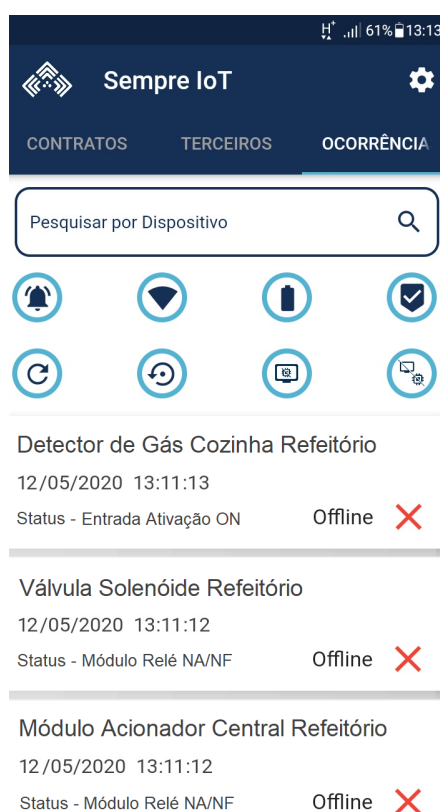 H+ 61% 13:13
Sempre IoT
CONTRATOS TERCEIROS OCORRÊNCIA
Pesquisar por Dispositivo
Detector de Gás Cozinha Refeitório
12/05/2020 13:11:13
Status - Entrada Ativação ON Offline
Válvula Solenóide Refeitório
12/05/2020 13:11:12
Status - Módulo Relé NA/NF Offline
Módulo Acionador Central Refeitório
12/05/2020 13:11:12
Status - Módulo Relé NA/NF Offline